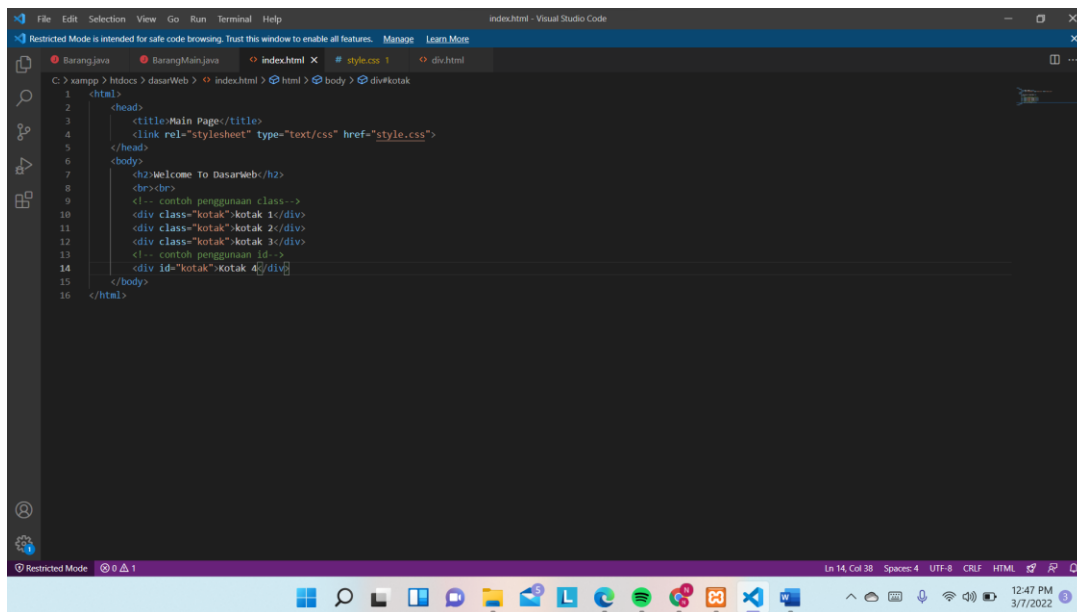 File Edit Selection View Go Run Terminal Help index.html - Visual Studio Code
Restricted Mode is intended for safe code browsing. Trust this window to enable all features. Manage Learn More
Barang.java BarangMain.java <> index.html # style.css 1 <> div.html
C: > xampp > htdocs > dasarWeb > <> index.html > html > body > div#kotak
1 <html>
2 <head>
3 <title>Main Page</title>
4 <link rel="stylesheet" type="text/css" href="style.css">
5 </head>
6 <body>
7 <h2>Welcome To DasarWeb</h2>
8 <br><br>
9 <!-- contoh penggunaan class-->
10 <div class="kotak">kotak 1</div>
11 <div class="kotak">kotak 2</div>
12 <div class="kotak">kotak 3</div>
13 <!-- contoh penggunaan id-->
14 <div id="kotak">Kotak 4</div>
15 </body>
16 </html>
1
Restricted Mode 0 1 Ln 14, Col 38 Spaces: 4 UTF-8 CRLF HTML
5 L N W 12:47 PM
3/7/2022 3